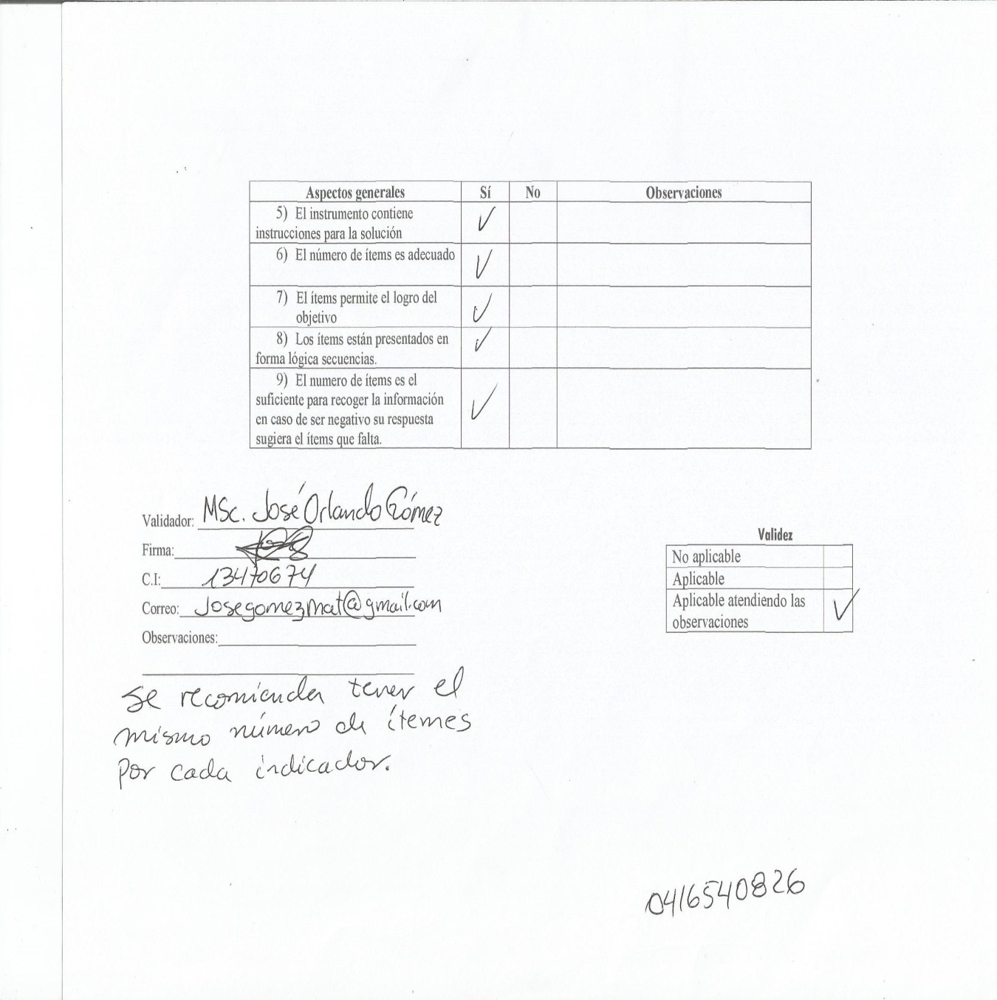 Aspectos generales Sí No Observaciones
5) El instrumento contiene
instrucciones para la solución
✓
6) El número de ítems es adecuado
✓
7) El ítems permite el logro del
objetivo
✓
8) Los ítems están presentados en
forma lógica secuencias.
✓
9) El numero de ítems es el
suficiente para recoger la información
en caso de ser negativo su respuesta
sugiera el ítems que falta.
✓
Validador: MSc. José Orlando Gómez
Firma:
C.I: 13470674
Correo: Josegomezmat@gmail.com
Observaciones:
Se recomienda tener el
mismo número de ítemes
por cada indicador.
Validez
No aplicable
Aplicable
Aplicable atendiendo las
observaciones
✓
0416540826